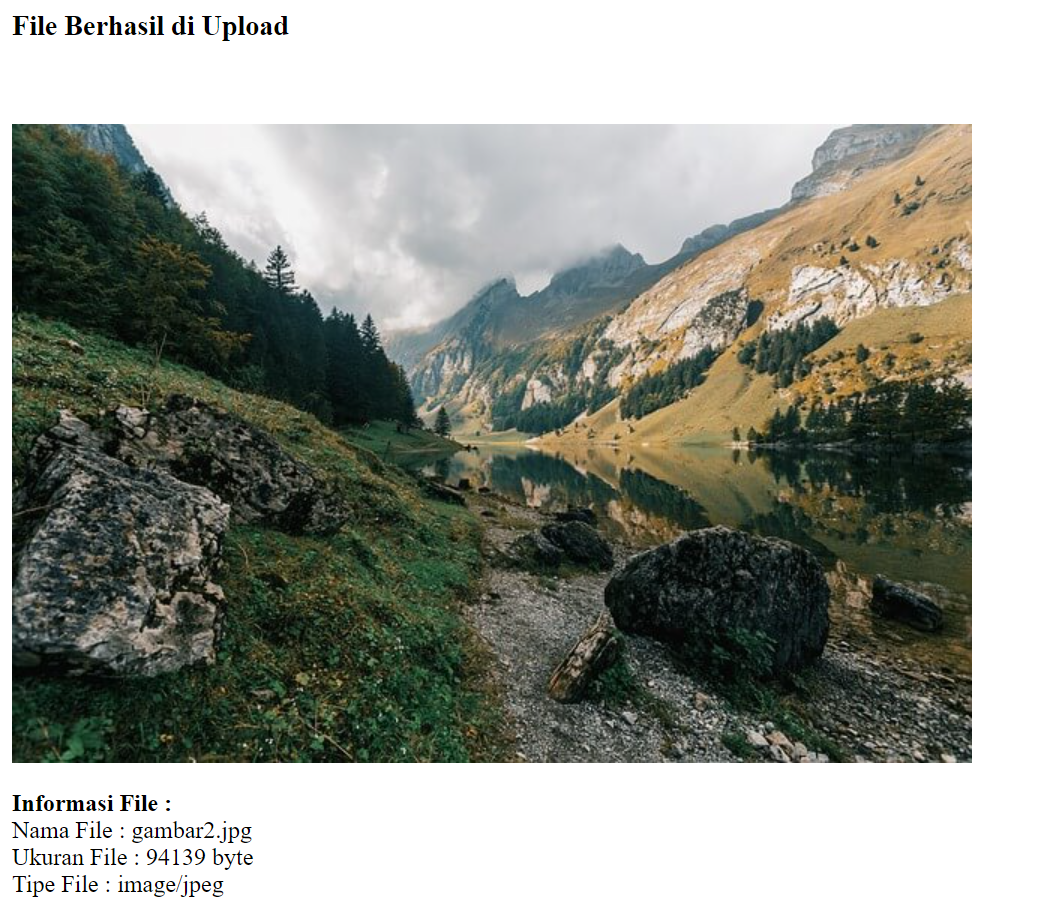 File Berhasil di Upload
Informasi File :
Nama File : gambar2.jpg
Ukuran File : 94139 byte
Tipe File : image/jpeg